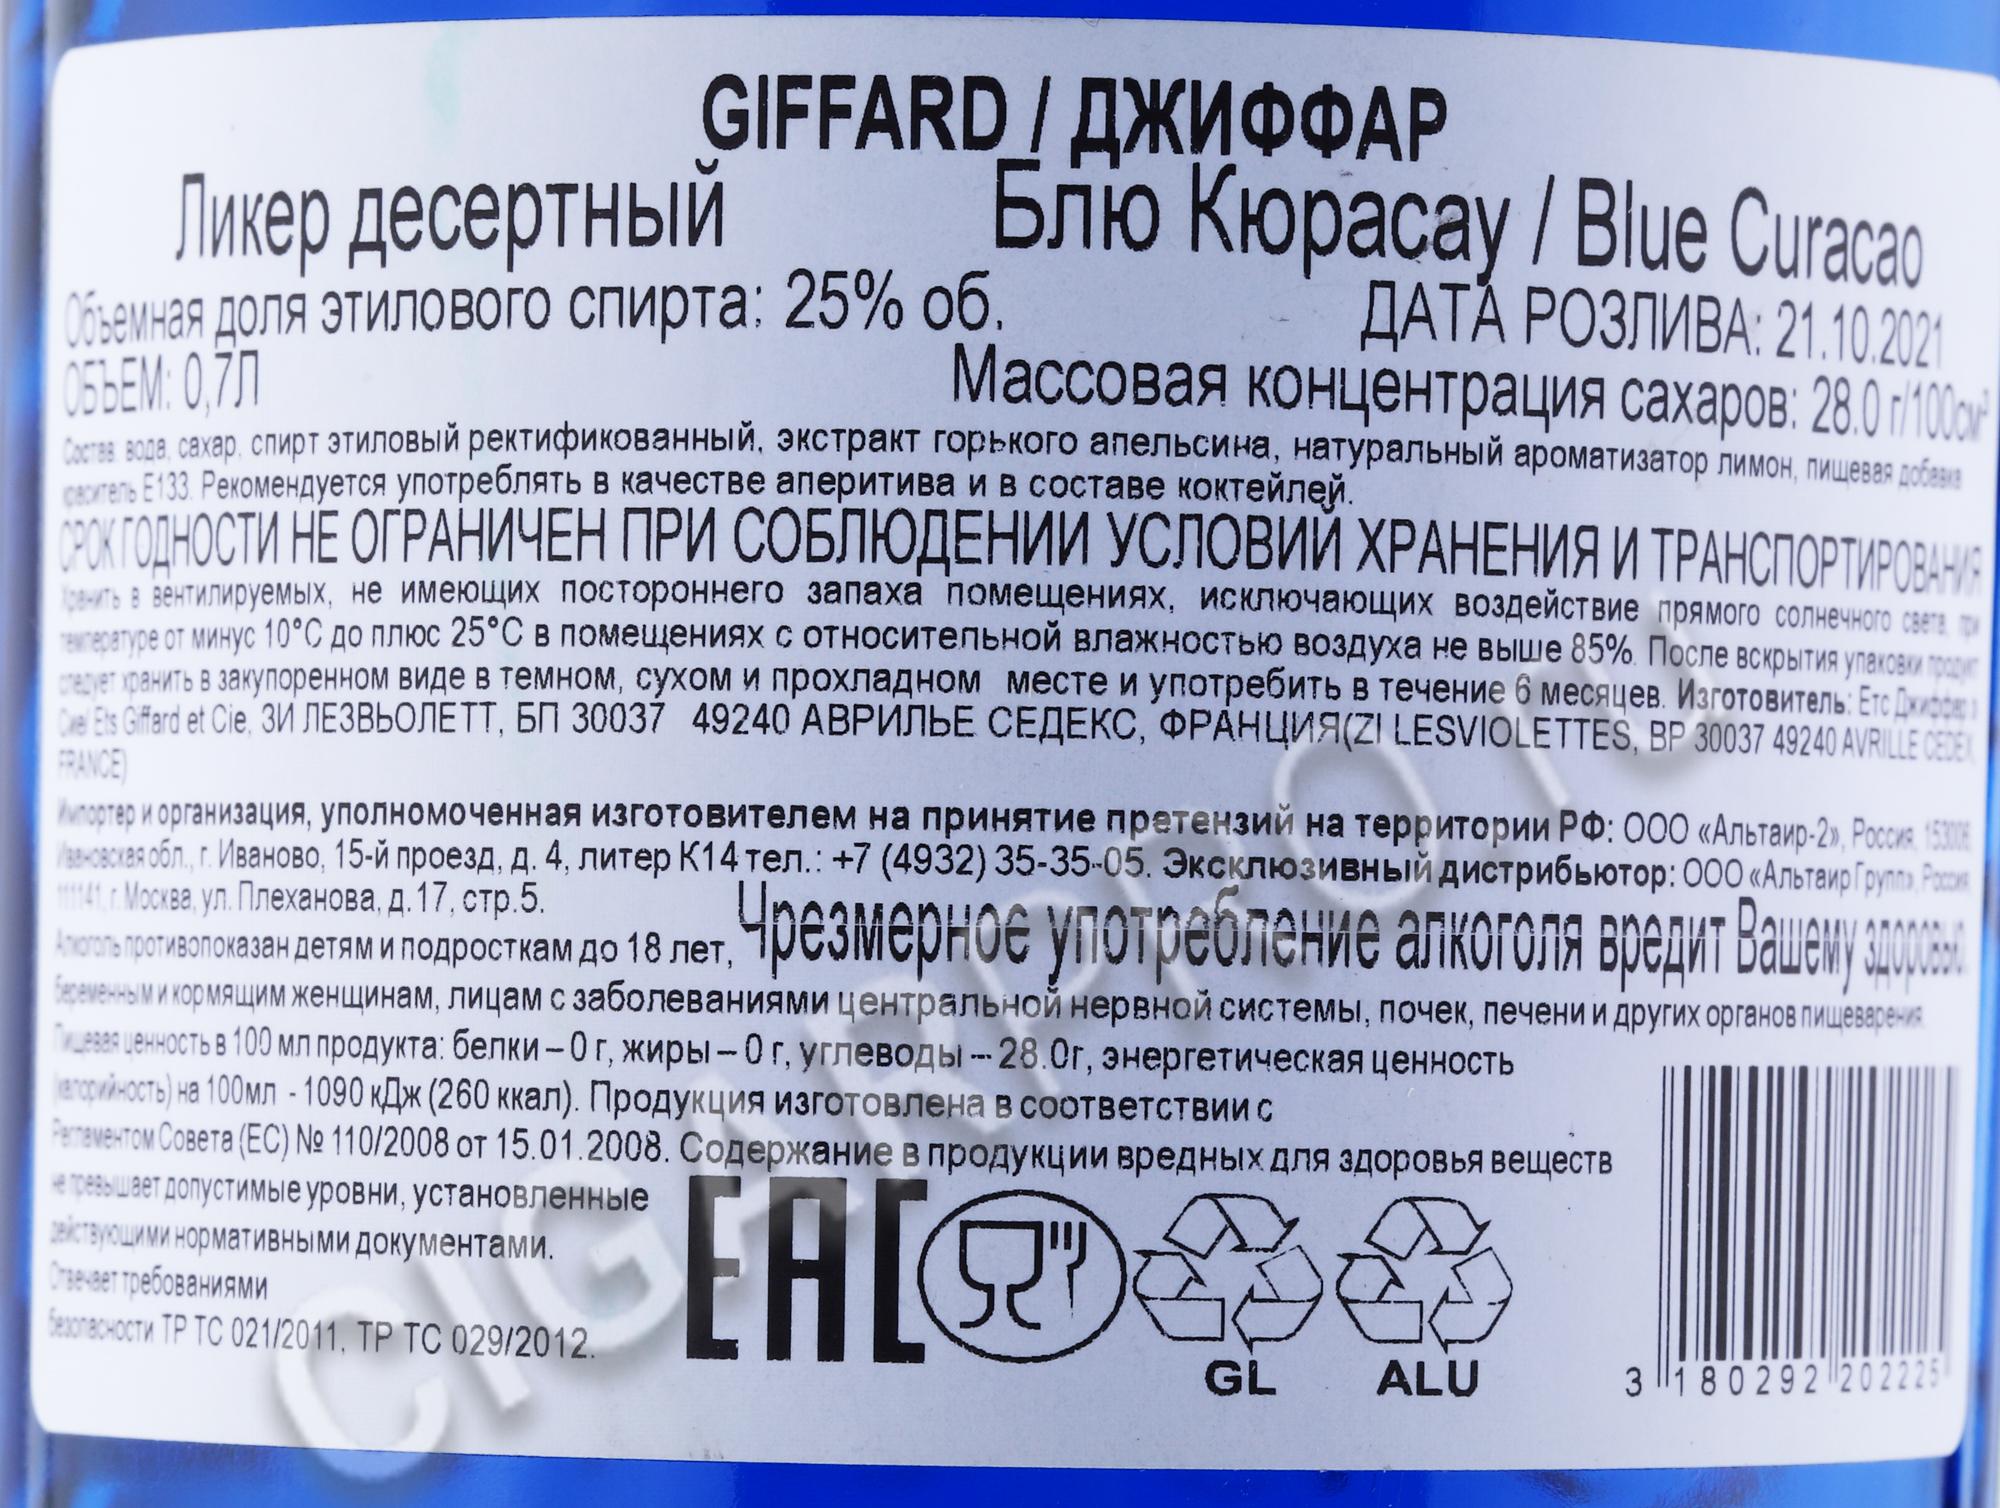 GIFFARD / ДЖИФФАР
Ликер десертный Блю Кюрасау / Blue Curacao
Объемная доля этилового спирта: 25% об. ДАТА РОЗЛИВА: 21.10.2021
ОБЪЕМ: 0,7Л Массовая концентрация сахаров: 28.0 г/100см³
Состав: вода, сахар, спирт этиловый ректификованный, экстракт горького апельсина, натуральный ароматизатор лимон, пищевая добавка
краситель Е133. Рекомендуется употреблять в качестве аперитива и в составе коктейлей.
СРОК ГОДНОСТИ НЕ ОГРАНИЧЕН ПРИ СОБЛЮДЕНИИ УСЛОВИЙ ХРАНЕНИЯ И ТРАНСПОРТИРОВАНИЯ
Хранить в вентилируемых, не имеющих постороннего запаха помещениях, исключающих воздействие прямого солнечного света, при
температуре от минус 10°С до плюс 25°С в помещениях с относительной влажностью воздуха не выше 85%. После вскрытия упаковки продукт
следует хранить в закупоренном виде в темном, сухом и прохладном месте и употребить в течение 6 месяцев. Изготовитель: Етс Джиффар э
Сие/ Ets Giffard et Cie, ЗИ ЛЕЗВЬОЛЕТТ, БП 30037 49240 АВРИЛЬЕ СЕДЕКС, ФРАНЦИЯ(ZI LESVIOLETTES, BP 30037 49240 AVRILLE CEDEX,
FRANCE)
Импортер и организация, уполномоченная изготовителем на принятие претензий на территории РФ: ООО «Альтаир-2», Россия, 153006
Ивановская обл., г. Иваново, 15-й проезд, д. 4, литер К14 тел.: +7 (4932) 35-35-05. Эксклюзивный дистрибьютор: ООО «Альтаир Групп», Россия
111141, г. Москва, ул. Плеханова, д. 17, стр.5.
Чрезмерное употребление алкоголя вредит Вашему здоровью.
Алкоголь противопоказан детям и подросткам до 18 лет,
беременным и кормящим женщинам, лицам с заболеваниями центральной нервной системы, почек, печени и других органов пищеварения.
Пищевая ценность в 100 мл продукта: белки – 0 г, жиры – 0 г, углеводы -- 28.0г, энергетическая ценность
(калорийность) на 100мл - 1090 кДж (260 ккал). Продукция изготовлена в соответствии с
Регламентом Совета (ЕС) № 110/2008 от 15.01.2008. Содержание в продукции вредных для здоровья веществ
не превышает допустимые уровни, установленные
действующими нормативными документами.
Отвечает требованиями
безопасности ТР ТС 021/2011, ТР ТС 029/2012.
EAC
GL ALU
3 180292 202225
CIGARPRO.ru